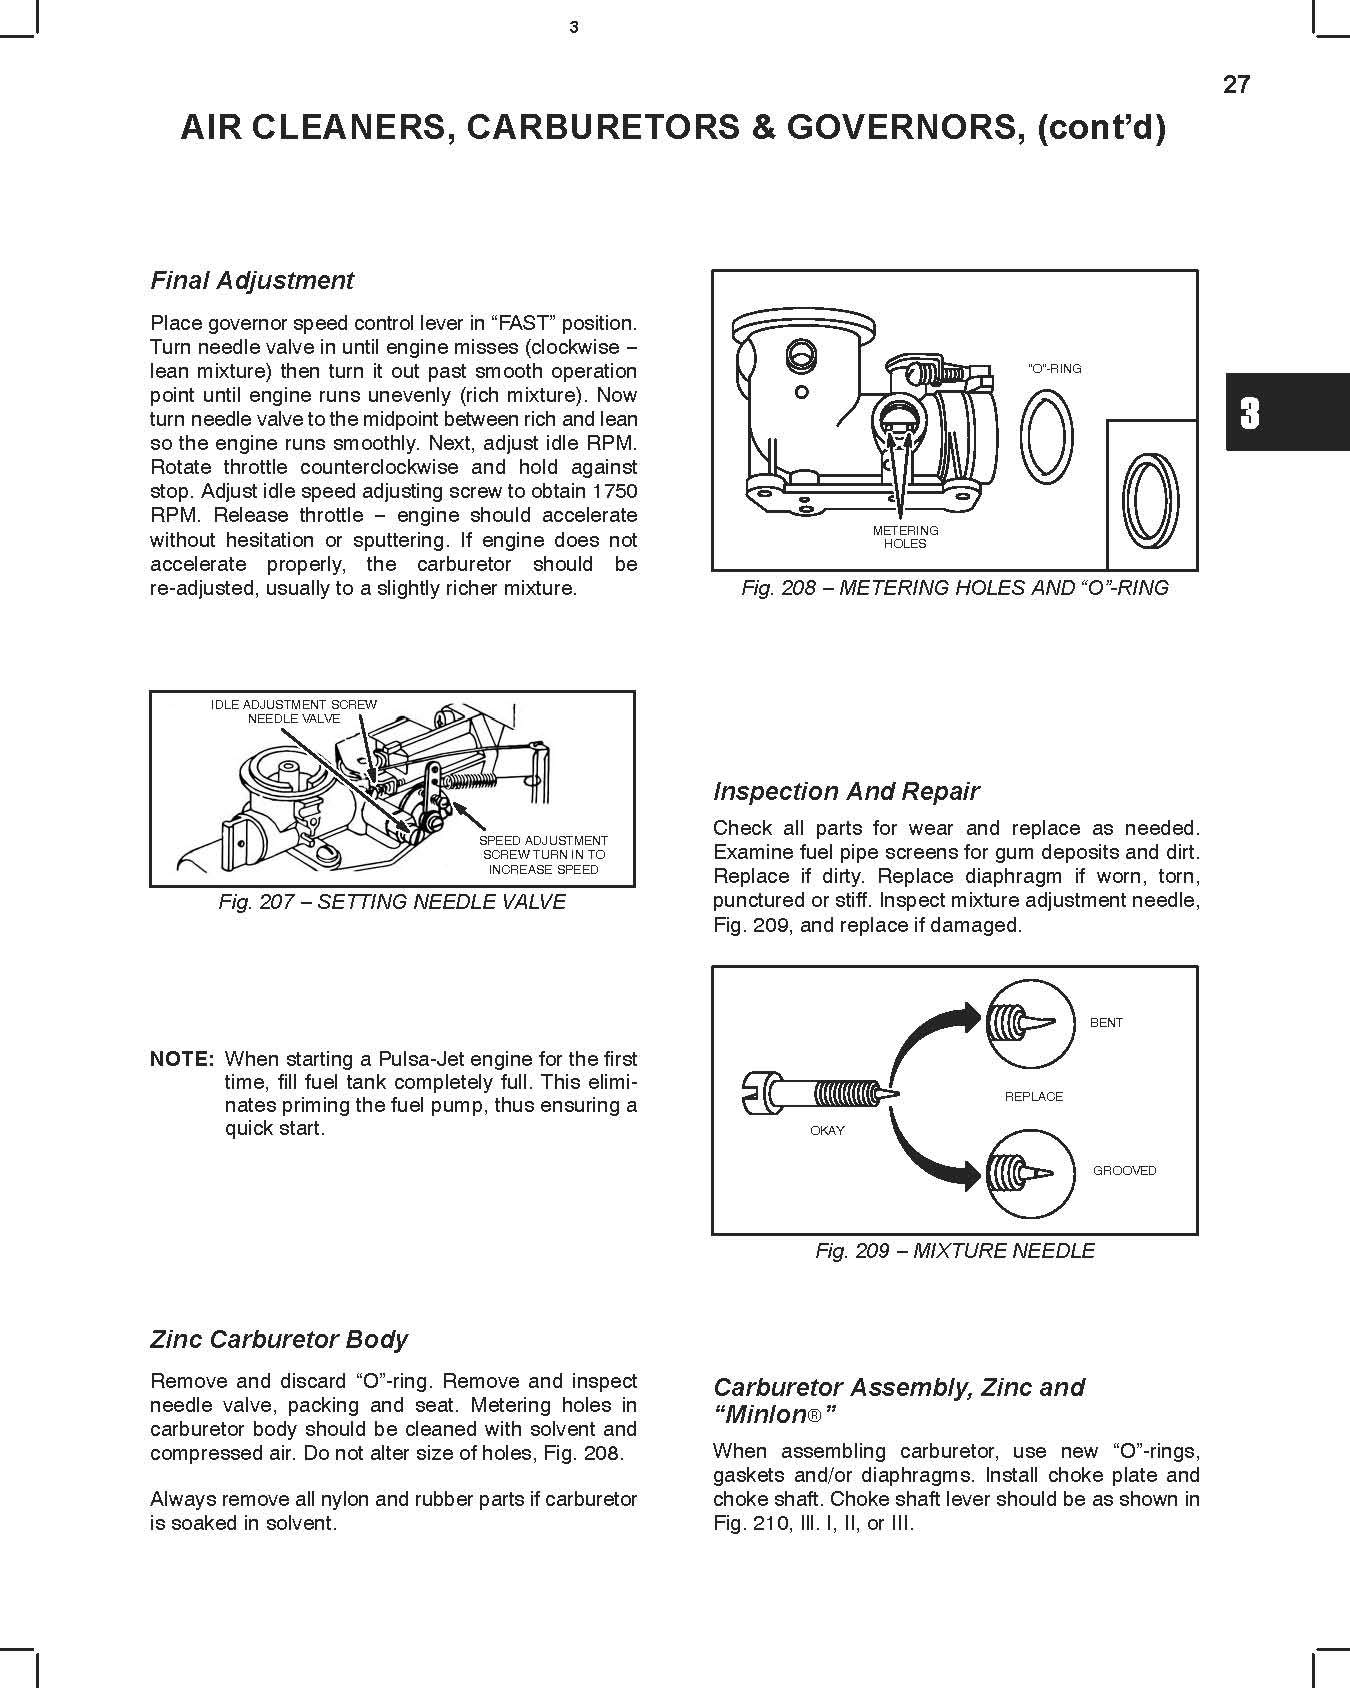 3
27
AIR CLEANERS, CARBURETORS & GOVERNORS, (cont’d)
Final Adjustment
Place governor speed control lever in “FAST” position.
Turn needle valve in until engine misses (clockwise –
lean mixture) then turn it out past smooth operation
point until engine runs unevenly (rich mixture). Now
turn needle valve to the midpoint between rich and lean
so the engine runs smoothly. Next, adjust idle RPM.
Rotate throttle counterclockwise and hold against
stop. Adjust idle speed adjusting screw to obtain 1750
RPM. Release throttle – engine should accelerate
without hesitation or sputtering. If engine does not
accelerate properly, the carburetor should be
re-adjusted, usually to a slightly richer mixture.
IDLE ADJUSTMENT SCREW
NEEDLE VALVE
SPEED ADJUSTMENT
SCREW TURN IN TO
INCREASE SPEED
Fig. 207 – SETTING NEEDLE VALVE
NOTE: When starting a Pulsa-Jet engine for the first
time, fill fuel tank completely full. This elimi-
nates priming the fuel pump, thus ensuring a
quick start.
Zinc Carburetor Body
Remove and discard “O”-ring. Remove and inspect
needle valve, packing and seat. Metering holes in
carburetor body should be cleaned with solvent and
compressed air. Do not alter size of holes, Fig. 208.
Always remove all nylon and rubber parts if carburetor
is soaked in solvent.
"O"-RING
METERING
HOLES
Fig. 208 – METERING HOLES AND “O”-RING
3
Inspection And Repair
Check all parts for wear and replace as needed.
Examine fuel pipe screens for gum deposits and dirt.
Replace if dirty. Replace diaphragm if worn, torn,
punctured or stiff. Inspect mixture adjustment needle,
Fig. 209, and replace if damaged.
BENT
REPLACE
OKAY
GROOVED
Fig. 209 – MIXTURE NEEDLE
Carburetor Assembly, Zinc and
“Minlon®”
When assembling carburetor, use new “O”-rings,
gaskets and/or diaphragms. Install choke plate and
choke shaft. Choke shaft lever should be as shown in
Fig. 210, Ill. I, II, or III.